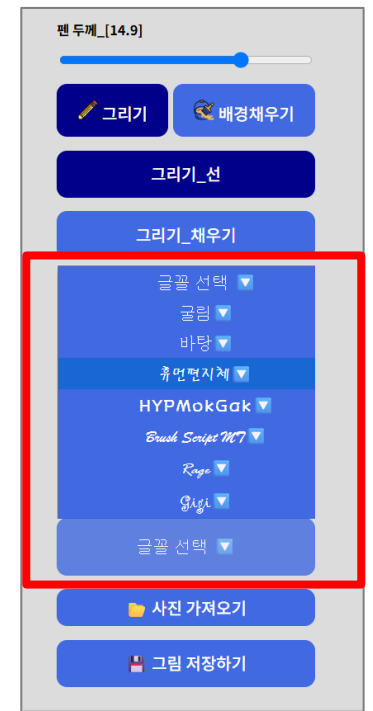 펜 두께_[14.9]
그리기 배경채우기
그리기_선
그리기_채우기
글꼴 선택
굴림
바탕
휴먼편지체
HYPMokGak
Brush Script MT
Rage
Gigi
글꼴 선택
사진 가져오기
그림 저장하기